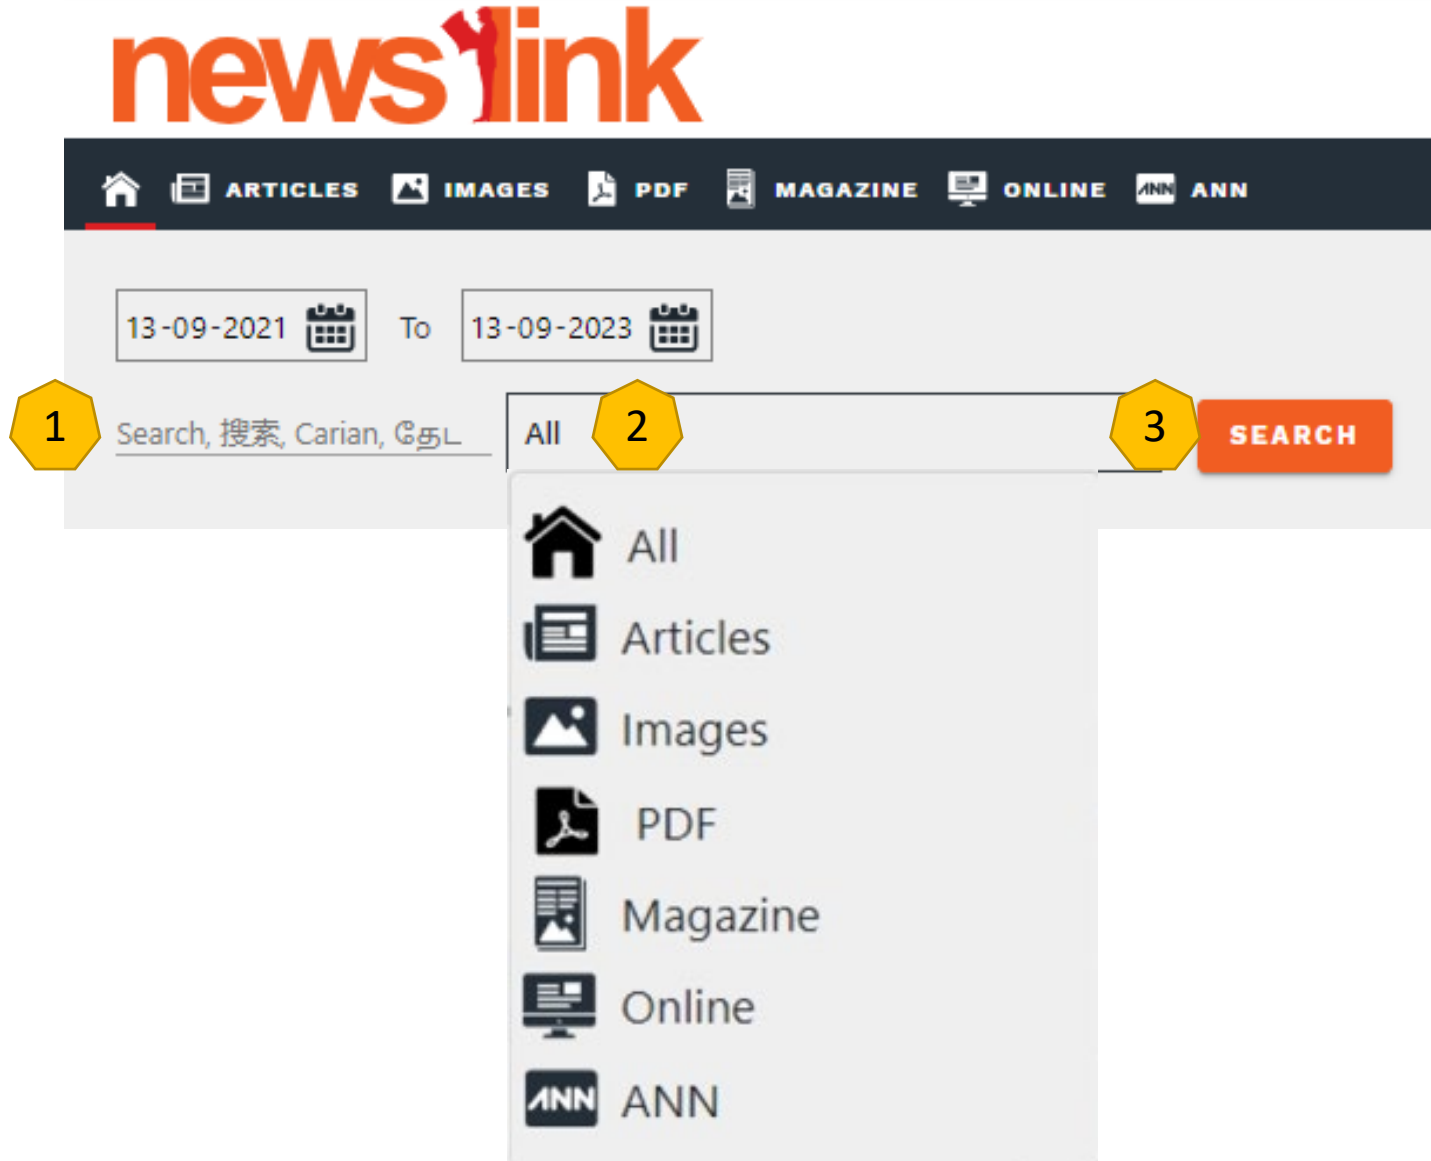 newslink
ARTICLES IMAGES PDF MAGAZINE ONLINE ANN ANN
13-09-2021 To 13-09-2023
1 Search, 搜索, Carian, தேட All 2 3 SEARCH
All
Articles
Images
PDF
Magazine
Online
ANN ANN